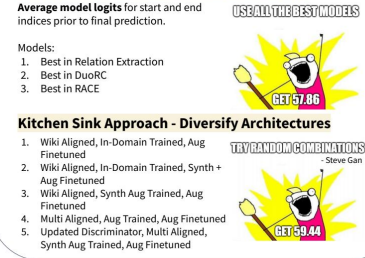 Average model logits for start and end
indices prior to final prediction.
Models:
1. Best in Relation Extraction
2. Best in DuoRC
3. Best in RACE
USE ALL THE BEST MODELS
GET 57.86
Kitchen Sink Approach - Diversify Architectures
1. Wiki Aligned, In-Domain Trained, Aug
Finetuned
2. Wiki Aligned, In-Domain Trained, Synth +
Aug Finetuned
3. Wiki Aligned, Synth Aug Trained, Aug
Finetuned
4. Multi Aligned, Aug Trained, Aug Finetuned
5. Updated Discriminator, Multi Aligned,
Synth Aug Trained, Aug Finetuned
TRY RANDOM COMBINATIONS
- Steve Gan
GET 59.44